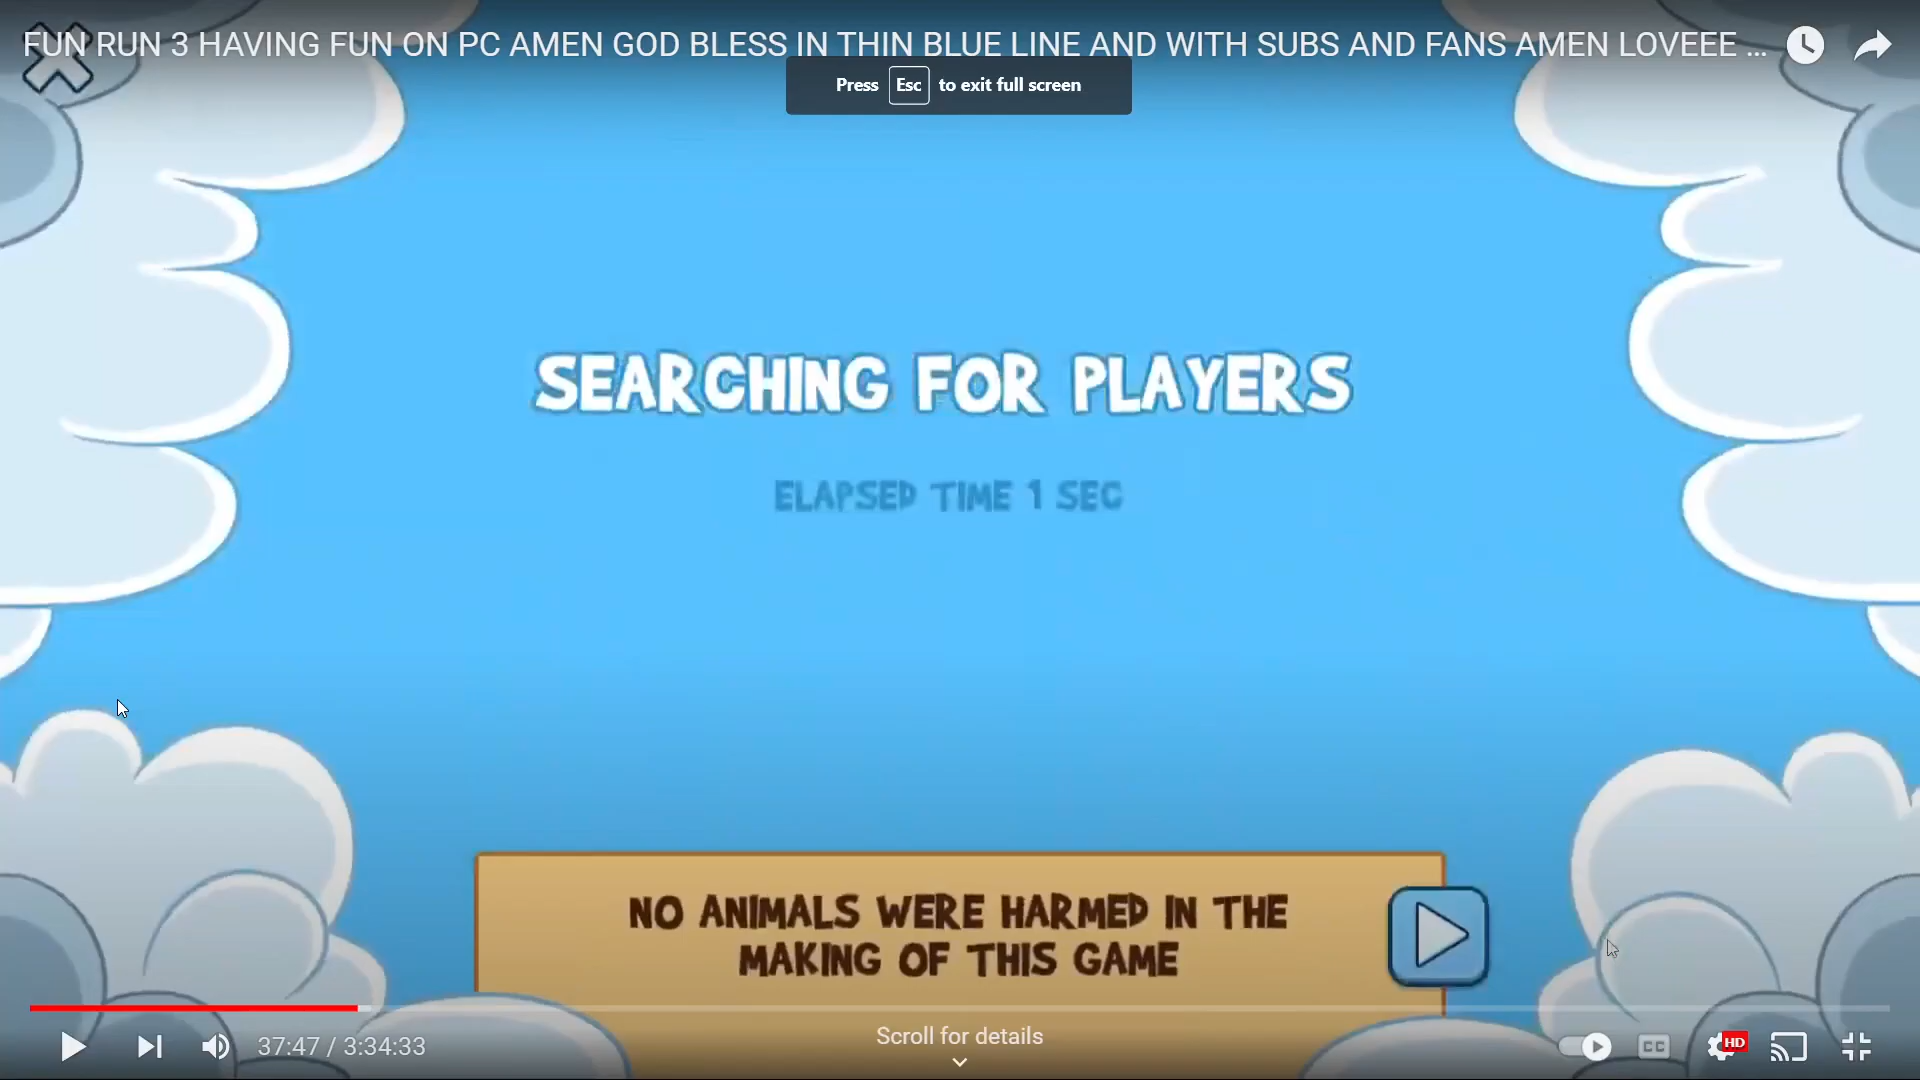 FUN RUN 3 HAVING FUN ON PC AMEN GOD BLESS IN THIN BLUE LINE AND WITH SUBS AND FANS AMEN LOVEEE ...
Press Esc to exit full screen
SEARCHING FOR PLAYERS
ELAPSED TIME 1 SEC
NO ANIMALS WERE HARMED IN THE
MAKING OF THIS GAME
Scroll for details
37:47 / 3:34:33
CC
HD